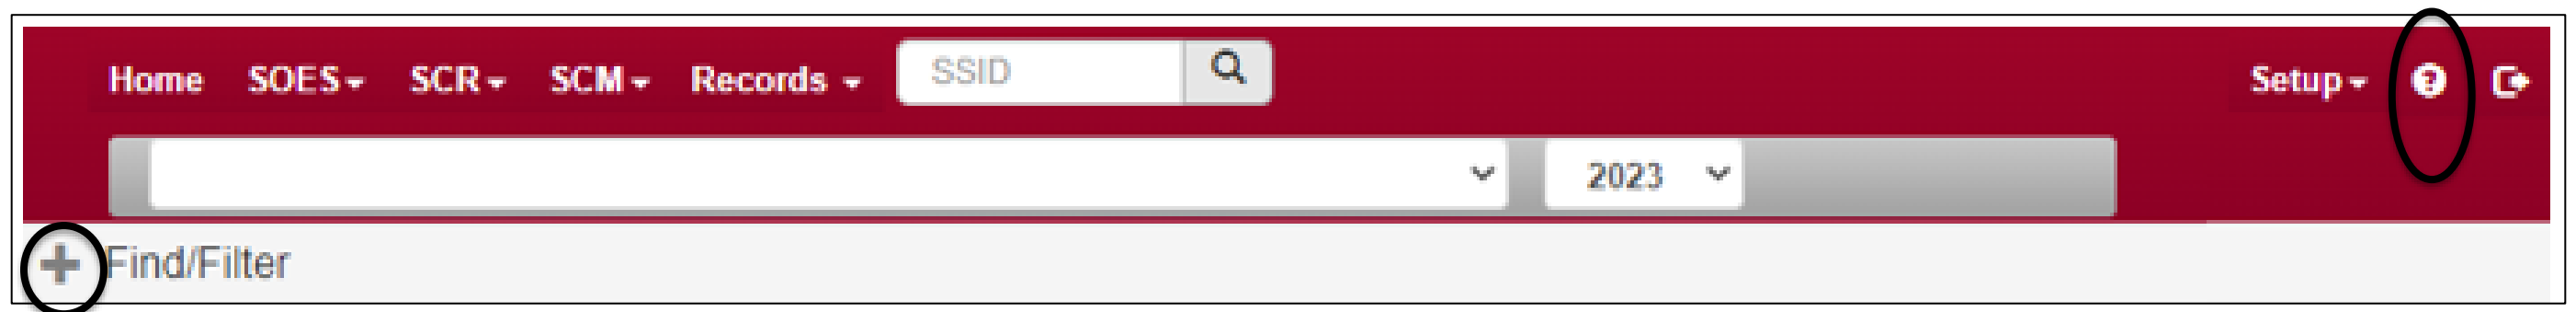 Home SOES SCR SCM Records SSID Setup ?
2023
+ Find/Filter